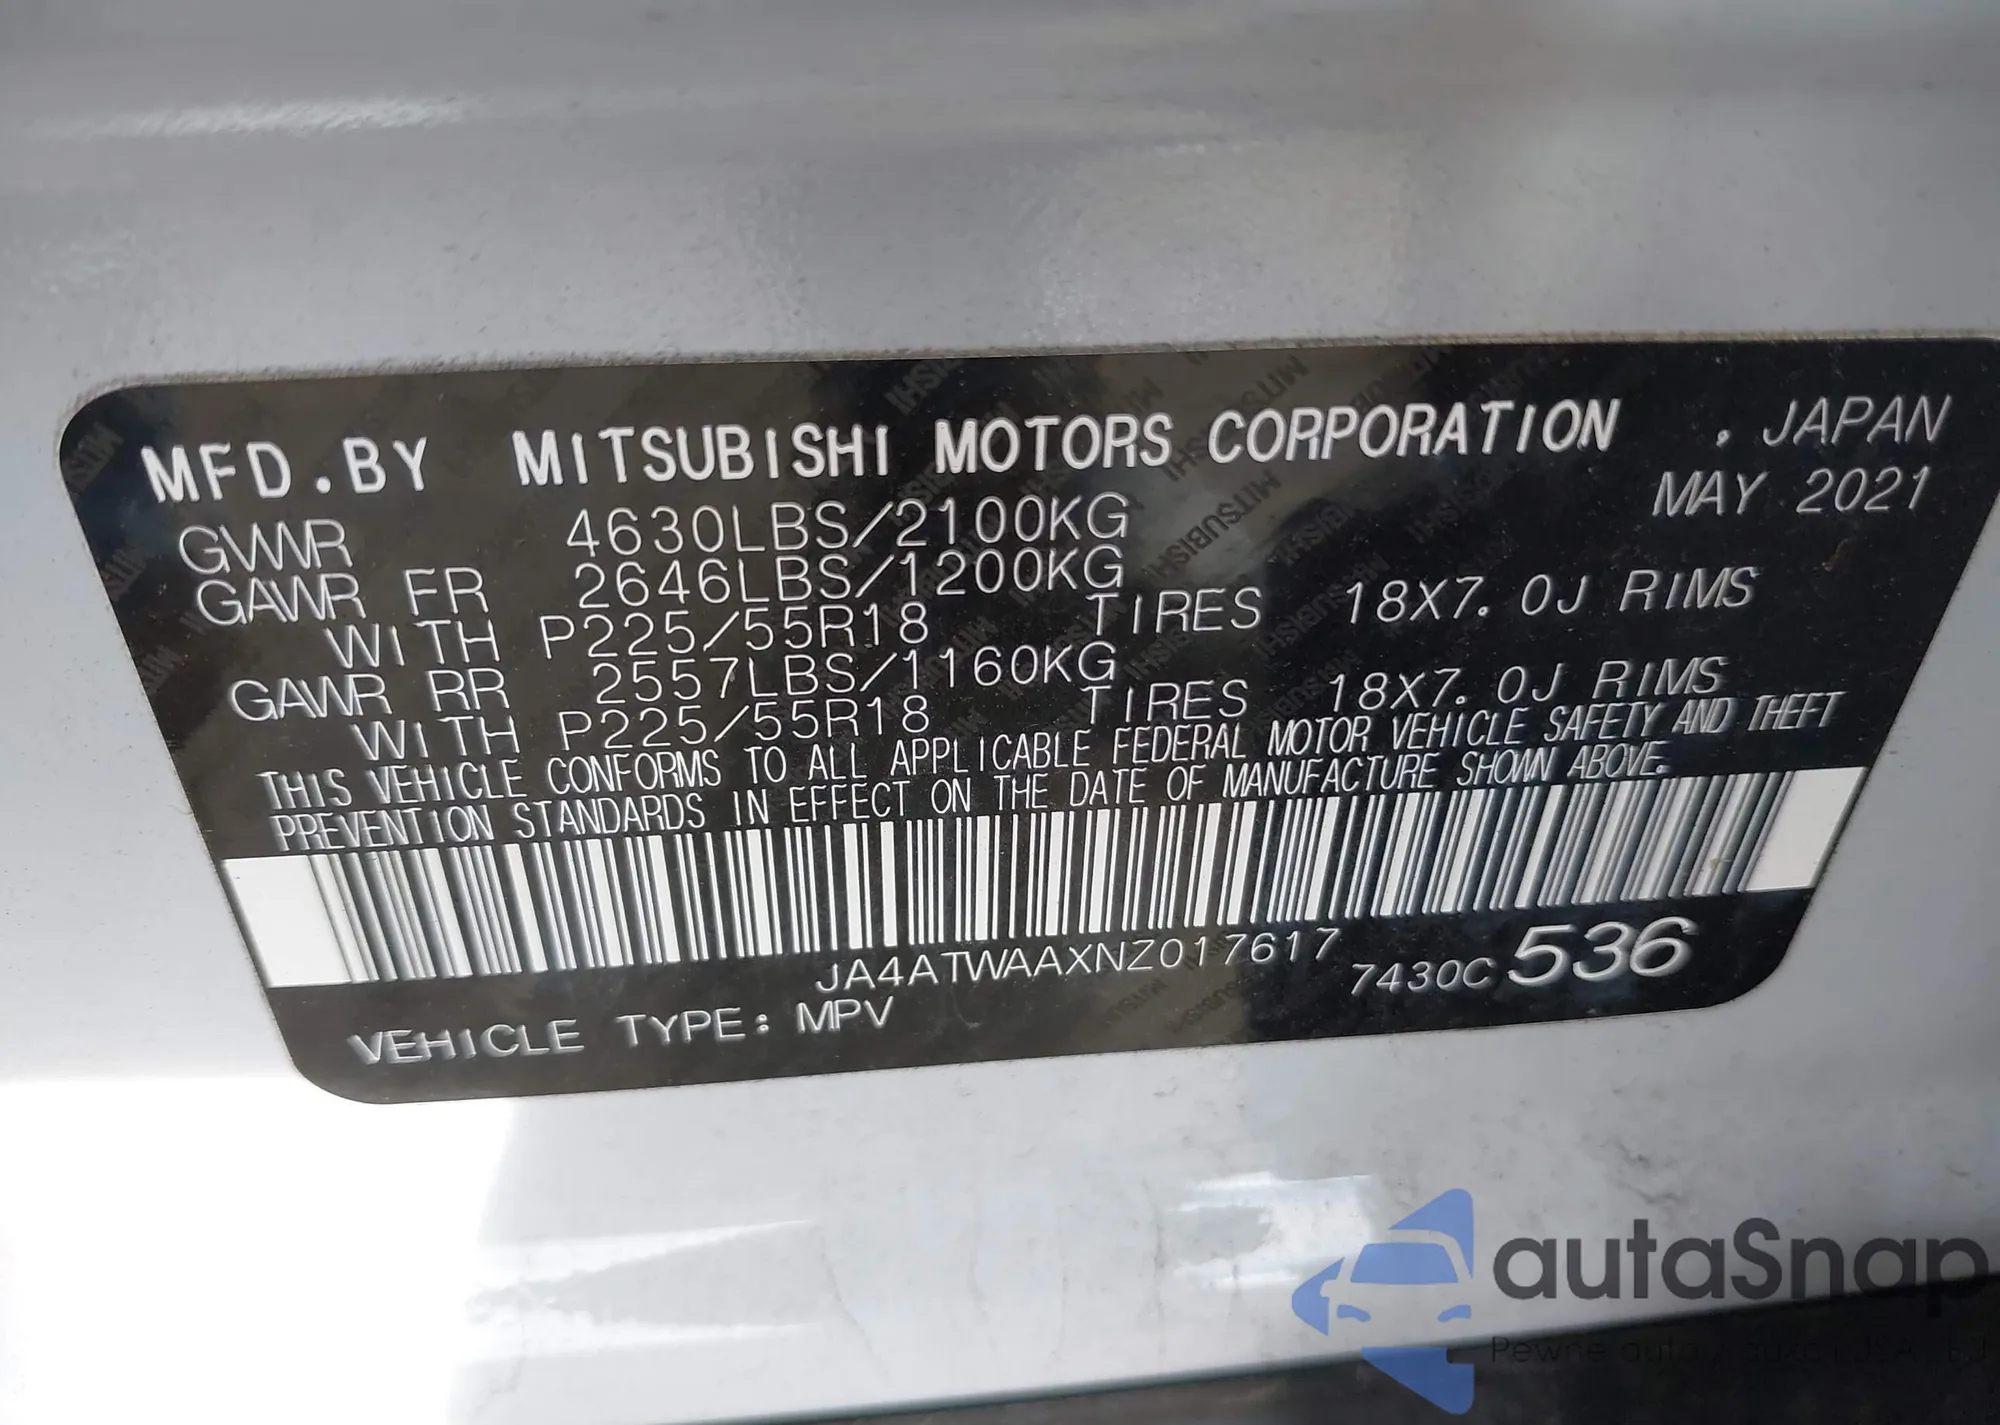 MFD.BY MITSUBISHI MOTORS CORPORATION . JAPAN
GVWR 4630LBS/2100KG MAY 2021
GAWR FR 2646LBS/1200KG
WITH P225/55R18 TIRES 18X7.0J RIMS
GAWR RR 2557LBS/1160KG
WITH P225/55R18 TIRES 18X7.0J RIMS
THIS VEHICLE CONFORMS TO ALL APPLICABLE FEDERAL MOTOR VEHICLE SAFETY AND THEFT
PREVENTION STANDARDS IN EFFECT ON THE DATE OF MANUFACTURE SHOWN ABOVE.
JA4ATWAAXNZ017617 7430C 536
VEHICLE TYPE: MPV
autaSnap
Pewne auta